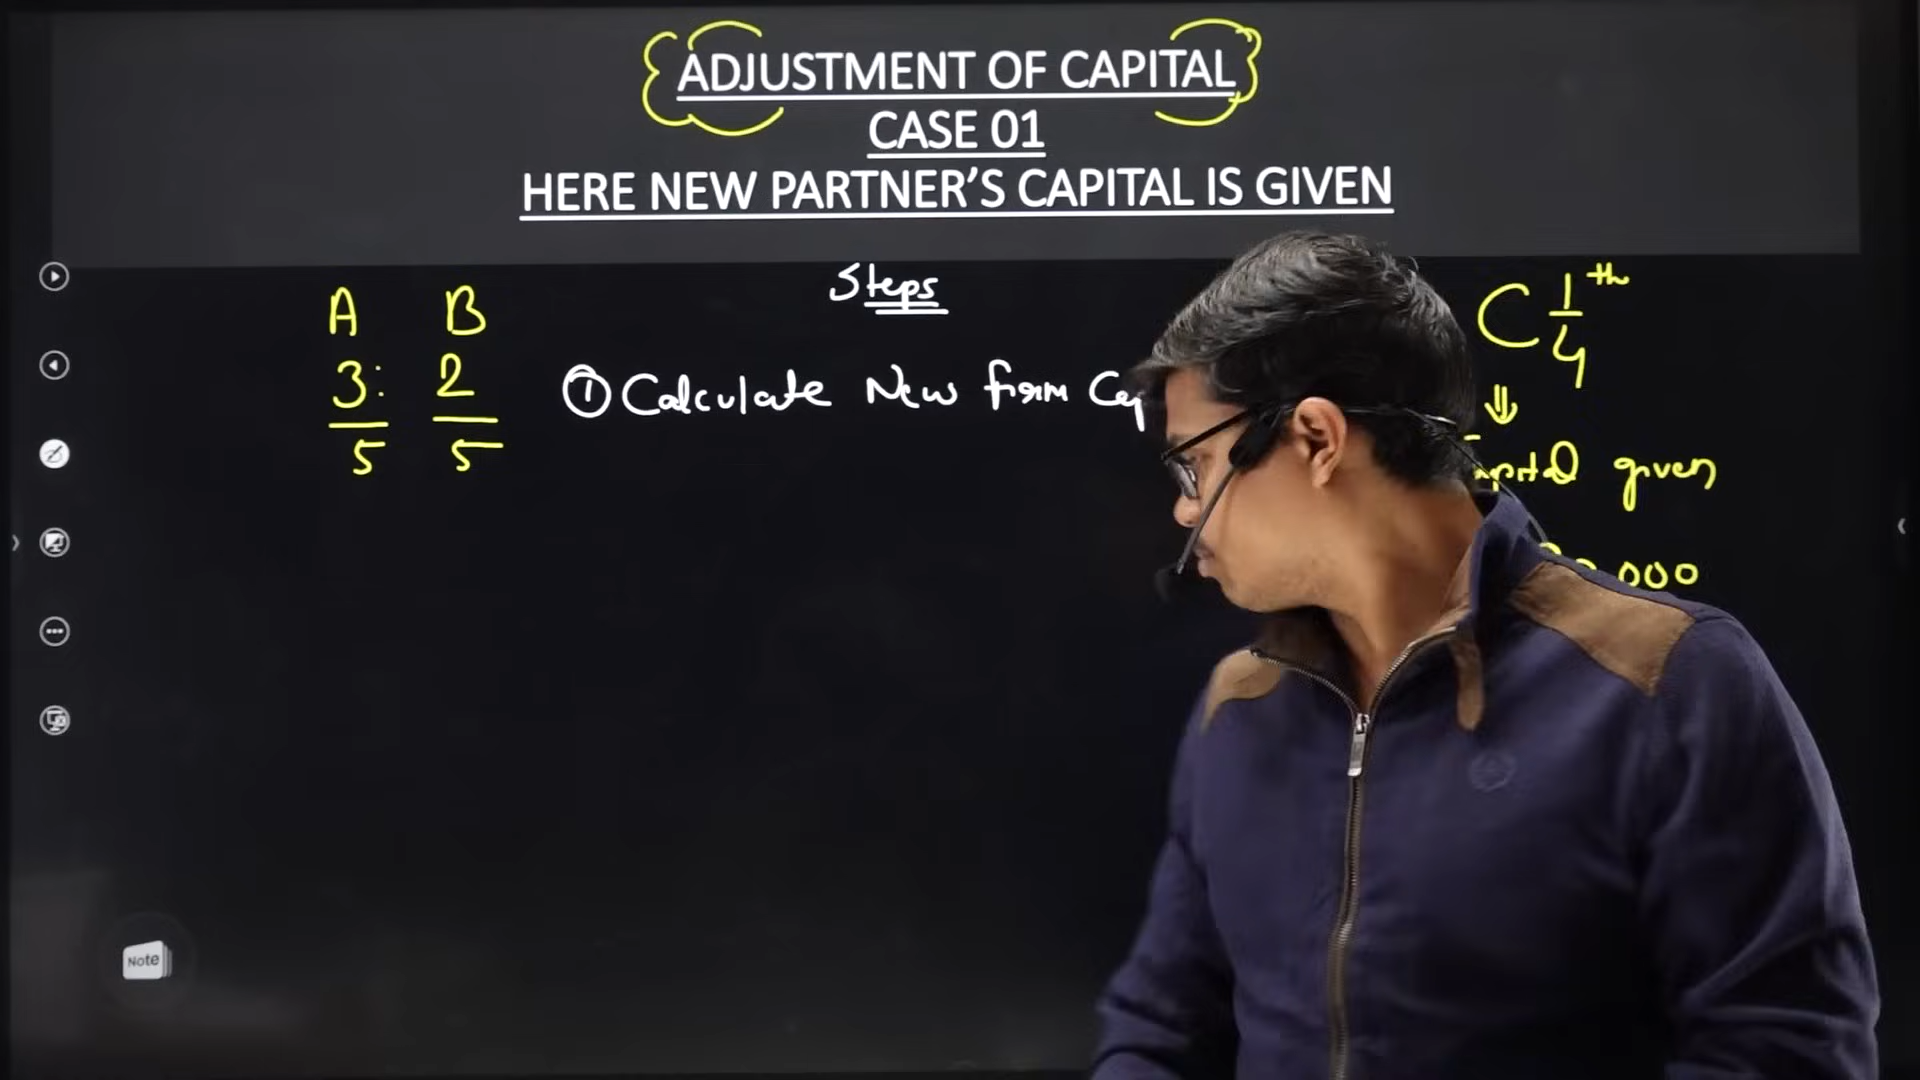 ADJUSTMENT OF CAPITAL
CASE 01
HERE NEW PARTNER'S CAPITAL IS GIVEN
Steps
A B
3: 2
5 5
① Calculate New firm
C 1/4 th
⇓
given
000
Note